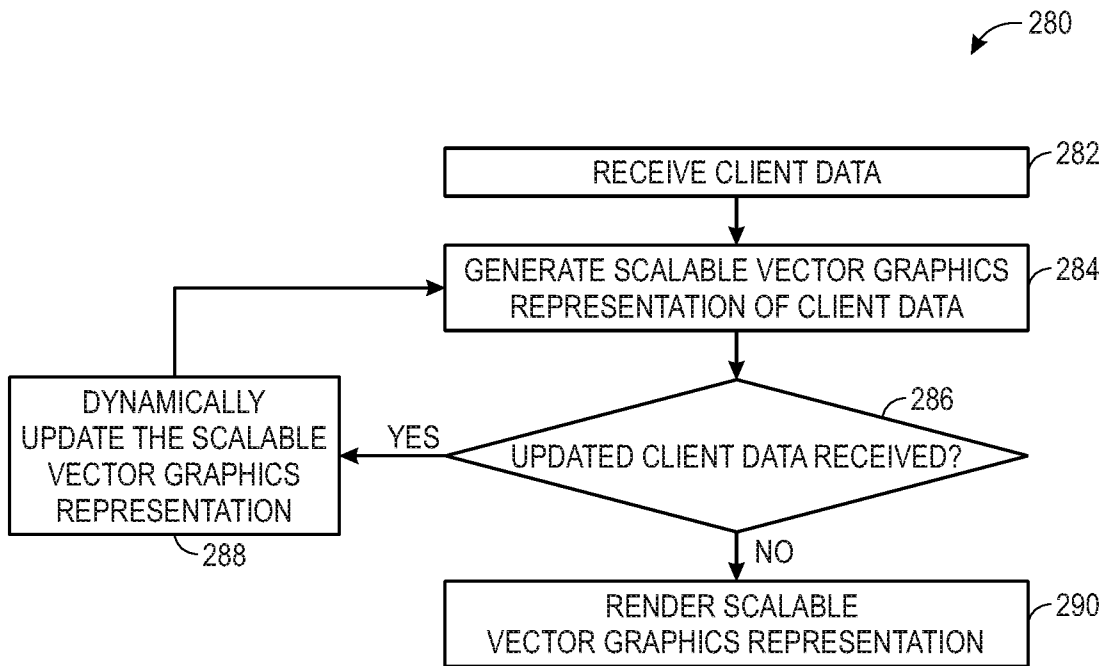 280
RECEIVE CLIENT DATA
282
GENERATE SCALABLE VECTOR GRAPHICS
REPRESENTATION OF CLIENT DATA
284
286
UPDATED CLIENT DATA RECEIVED?
YES
DYNAMICALLY
UPDATE THE SCALABLE
VECTOR GRAPHICS
REPRESENTATION
288
NO
RENDER SCALABLE
VECTOR GRAPHICS REPRESENTATION
290